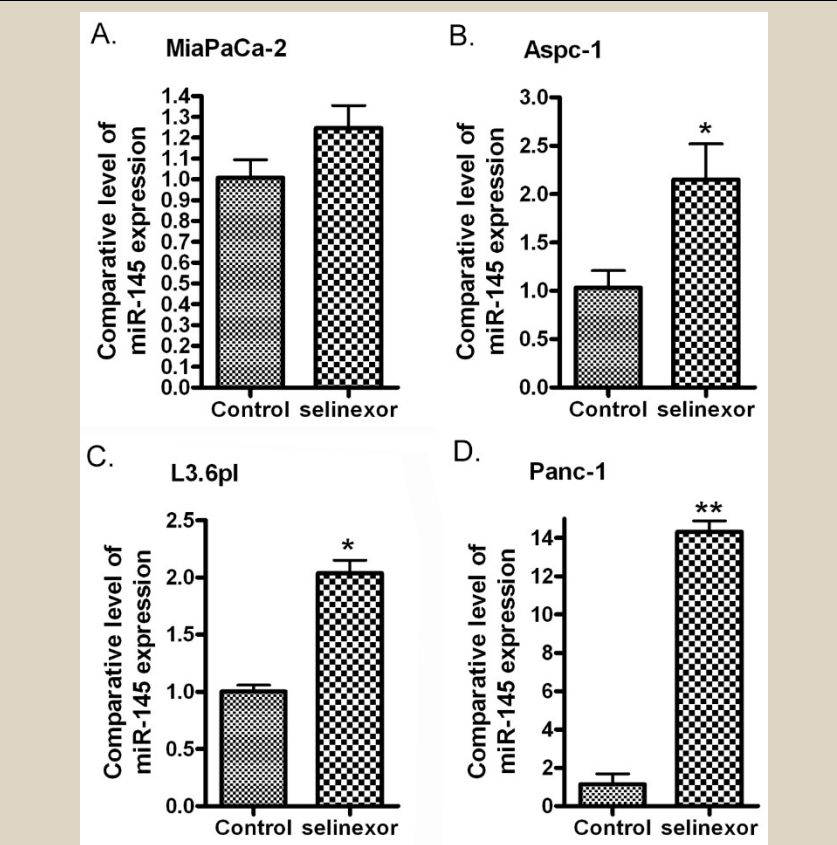 A.
MiaPaCa-2
Comparative level of
miR-145 expression
1.4
1.3
1.2
1.1
1.0
0.9
0.8
0.7
0.6
0.5
0.4
0.3
0.2
0.1
0.0
Control selinexor
B.
Aspc-1
Comparative level of
miR-145 expression
3.0
2.5
2.0
1.5
1.0
0.5
0.0
*
Control selinexor
C.
L3.6pl
Comparative level of
miR-145 expression
2.5
2.0
1.5
1.0
0.5
0.0
*
Control selinexor
D.
Panc-1
Comparative level of
miR-145 expression
14
12
10
8
6
4
2
0
**
Control selinexor